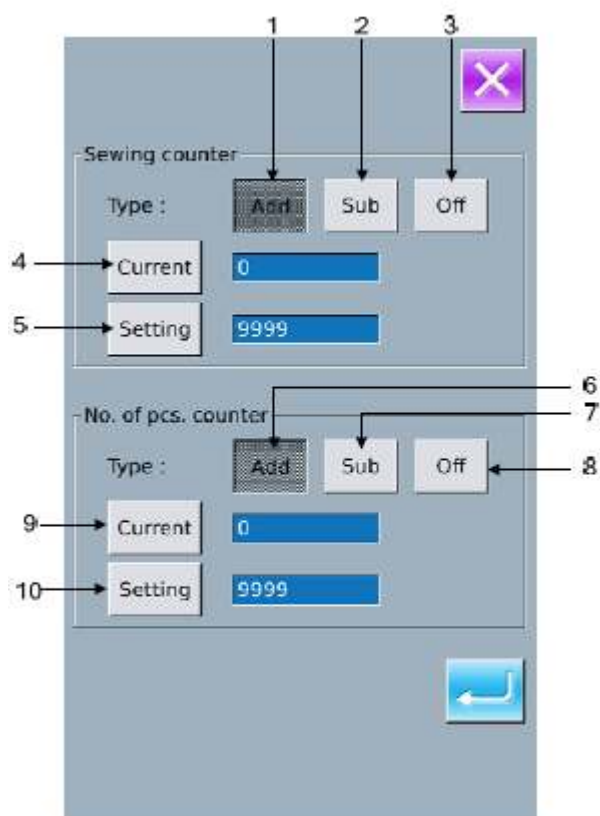 1 2 3
Sewing counter
Type : Add Sub Off
4 Current 0
5 Setting 9999
6
No. of pcs. counter 7
Type : Add Sub Off 8
9 Current 0
10 Setting 9999